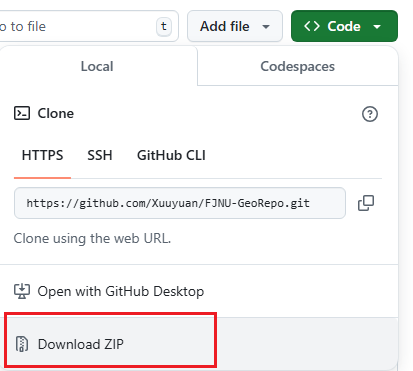 o to file
t
Add file
<> Code
Local
Codespaces
Clone
HTTPS
SSH
GitHub CLI
https://github.com/Xuuyuan/FJNU-GeoRepo.git
Clone using the web URL.
Open with GitHub Desktop
Download ZIP